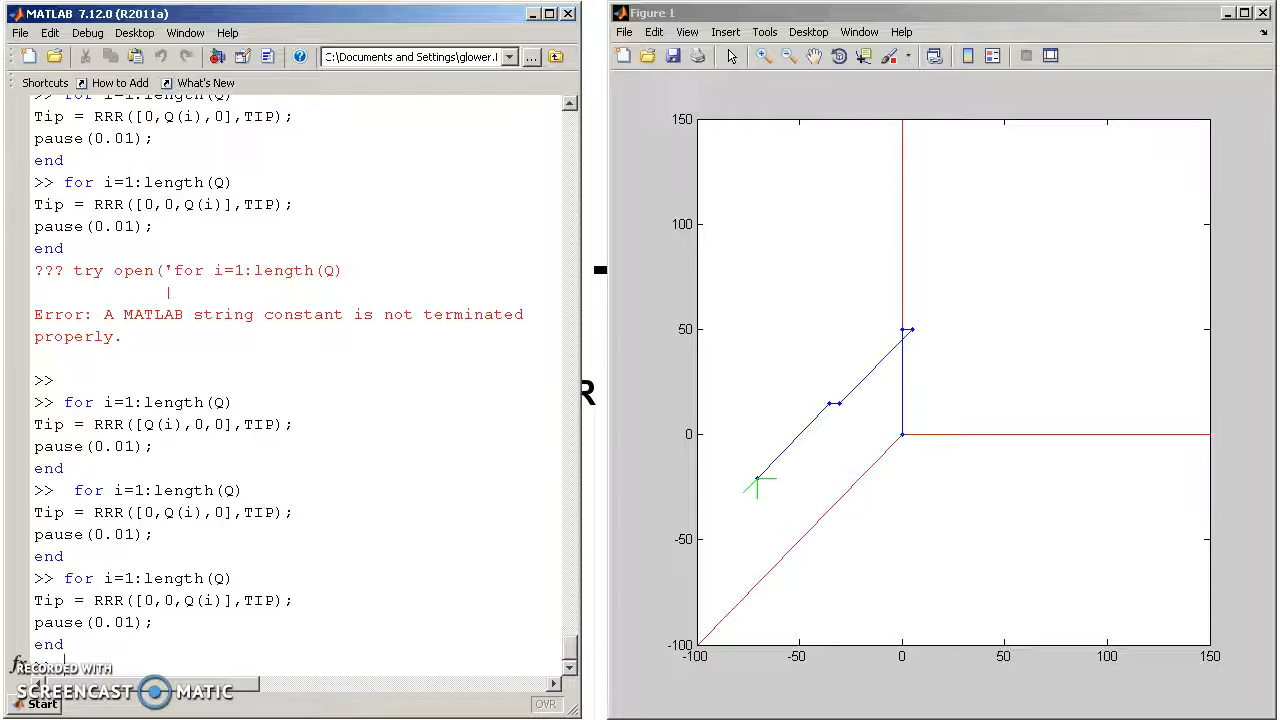 MATLAB 7.12.0 (R2011a)
File Edit Debug Desktop Window Help
C:\Documents and Settings\glower.
Shortcuts How to Add What's New
>> for i=1:length(Q)
Tip = RRR([0,Q(i),0],TIP);
pause(0.01);
end
>> for i=1:length(Q)
Tip = RRR([0,0,Q(i)],TIP);
pause(0.01);
end
??? try open('for i=1:length(Q)
|
Error: A MATLAB string constant is not terminated
properly.
>>
>> for i=1:length(Q)
Tip = RRR([Q(i),0,0],TIP);
pause(0.01);
end
>>  for i=1:length(Q)
Tip = RRR([0,Q(i),0],TIP);
pause(0.01);
end
>> for i=1:length(Q)
Tip = RRR([0,0,Q(i)],TIP);
pause(0.01);
end
fx
RECORDED WITH
SCREENCAST MATIC
Start
OVR
R
Figure 1
File Edit View Insert Tools Desktop Window Help
150
100
50
0
-50
-100
-100 -50 0 50 100 150